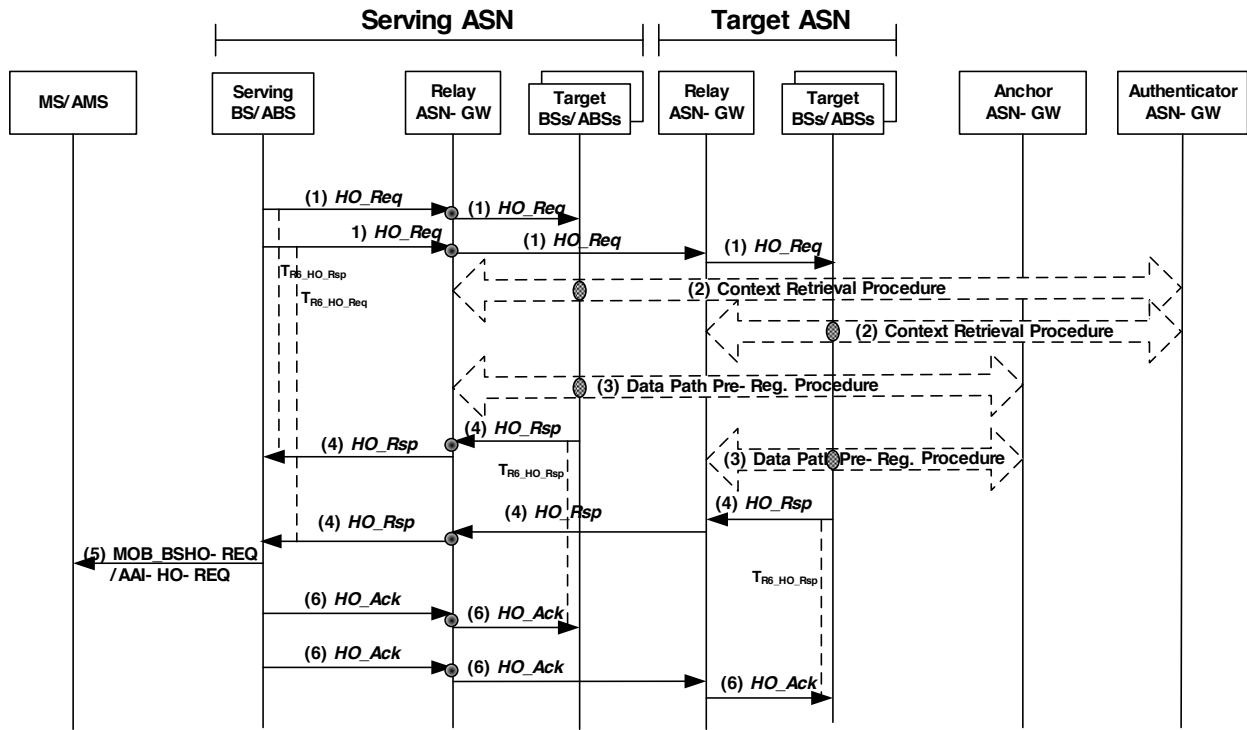 Serving ASN
Target ASN
MS/AMS
Serving
BS/ABS
Relay
ASN- GW
Target
BSs/ABSs
Relay
ASN- GW
Target
BSs/ABSs
Anchor
ASN- GW
Authenticator
ASN- GW
(1) HO_Req
(1) HO_Req
1) HO_Req
(1) HO_Req
(1) HO_Req
TR6_HO_Rsp
TR6_HO_Req
(2) Context Retrieval Procedure
(2) Context Retrieval Procedure
(3) Data Path Pre- Reg. Procedure
(4) HO_Rsp
(4) HO_Rsp
TR6_HO_Rsp
(3) Data Path Pre- Reg. Procedure
(4) HO_Rsp
(4) HO_Rsp
(4) HO_Rsp
(5) MOB_BSHO- REQ
/AAI- HO- REQ
TR6_HO_Rsp
(6) HO_Ack
(6) HO_Ack
(6) HO_Ack
(6) HO_Ack
(6) HO_Ack